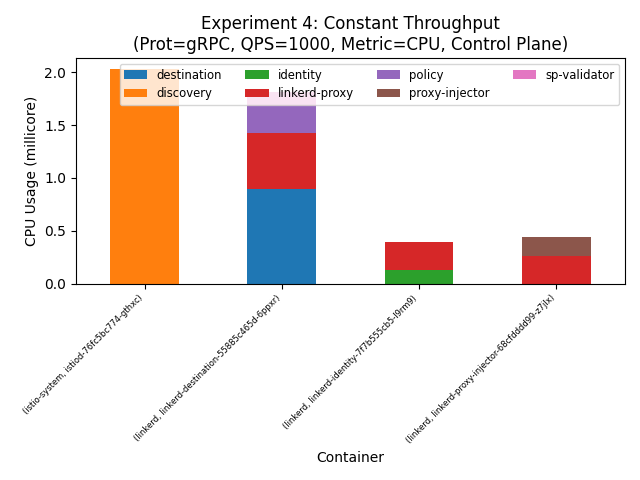 Experiment 4: Constant Throughput
(Prot=gRPC, QPS=1000, Metric=CPU, Control Plane)
destination identity policy sp-validator
discovery linkerd-proxy proxy-injector
CPU Usage (millicore)
2.0
1.5
1.0
0.5
0.0
(istio-system, istiod-76fc5bc774-gthxc)
(linkerd, linkerd-destination-55885c465d-6ppxr)
(linkerd, linkerd-identity-7f7b555cb5-l9rm9)
(linkerd, linkerd-proxy-injector-68cfdddd99-z7jlx)
Container